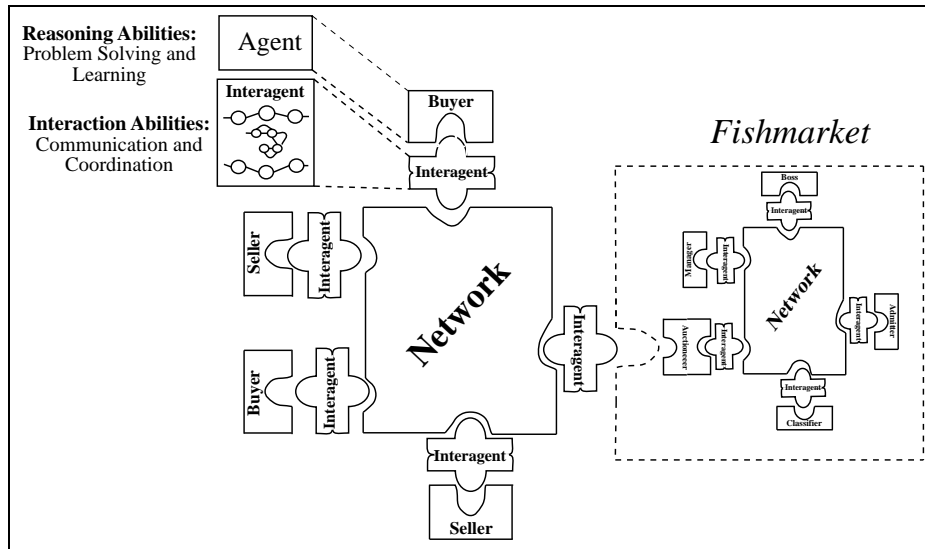 Reasoning Abilities:
Problem Solving and
Learning
Agent
Interagent
Interaction Abilities:
Communication and
Coordination
Buyer
Interagent
Seller
Interagent
Buyer
Interagent
Network
Interagent
Interagent
Seller
Fishmarket
Boss
Interagent
Manager
Interagent
Network
Auctioneer
Interagent
Interagent
Admitter
Interagent
Classifier